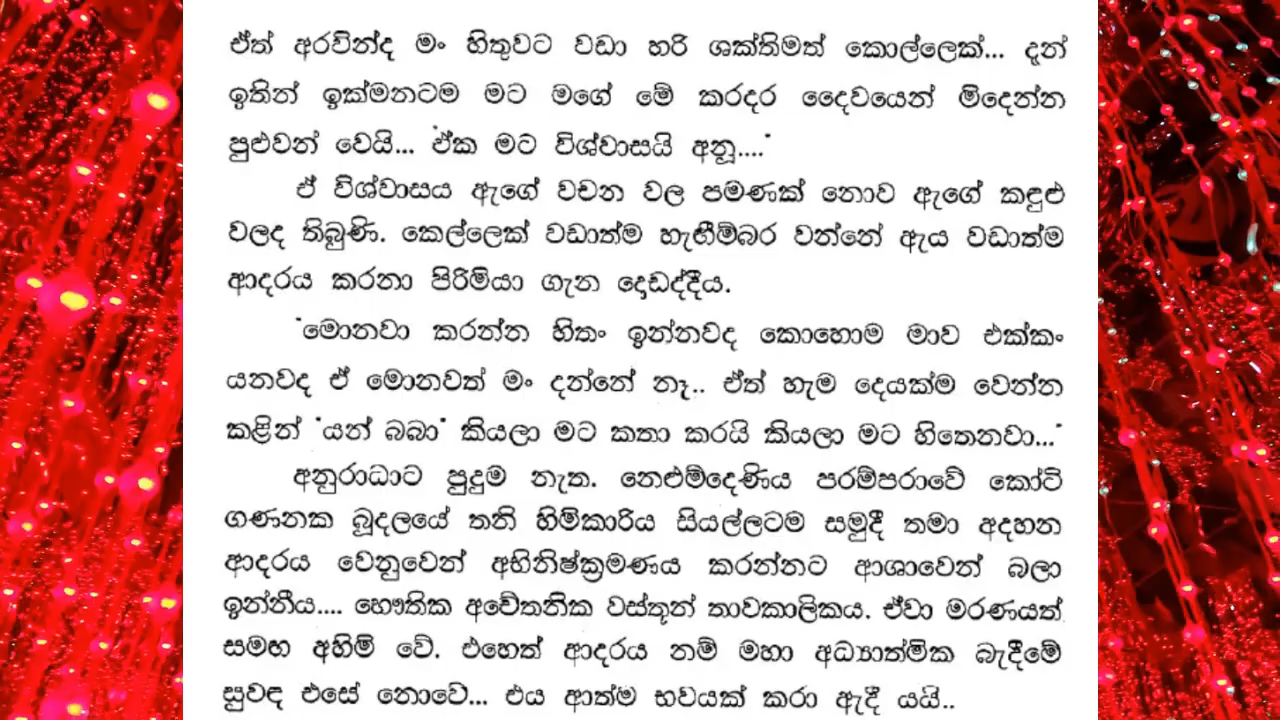 ඒත් අරවින්ද මං හිතුවට වඩා හරි ශක්තිමත් කොල්ලෙක්... දැන්
ඉතින් ඉක්මනටම මට මගේ මේ කරදර දෛවයෙන් මිදෙන්න
පුළුවන් වෙයි... ඒක මට විශ්වාසයි අනූ...."
ඒ විශ්වාසය ඇගේ වචන වල පමණක් නොව ඇගේ කඳුළු
වලද තිබුණි. කෙල්ලෙක් වඩාත්ම හැඟීම්බර වන්නේ ඇය වඩාත්ම
ආදරය කරනා පිරිමියා ගැන දොඩද්දීය.
"මොනවා කරන්න හිතං ඉන්නවද කොහොම මාව එක්කං
යනවද ඒ මොනවත් මං දන්නේ නෑ.. ඒත් හැම දෙයක්ම වෙන්න
කළින් "යන් බබා" කියලා මට කතා කරයි කියලා මට හිතෙනවා..."
අනුරාධාට පුදුම නැත. නෙළුම්දෙණිය පරම්පරාවේ කෝටි
ගණනක බූදලයේ තනි හිමිකාරිය සියල්ලටම සමුදී තමා අදහන
ආදරය වෙනුවෙන් අභිනිෂ්ක්‍රමණය කරන්නට ආශාවෙන් බලා
ඉන්නීය.... භෞතික අචේතනික වස්තූන් තාවකාලිකය. ඒවා මරණයත්
සමඟ අහිමි වේ. එහෙත් ආදරය නම් මහා අධ්‍යාත්මික බැදීමේ
සුවඳ එසේ නොවේ... එය ආත්ම භවයක් කරා ඇදී යයි..